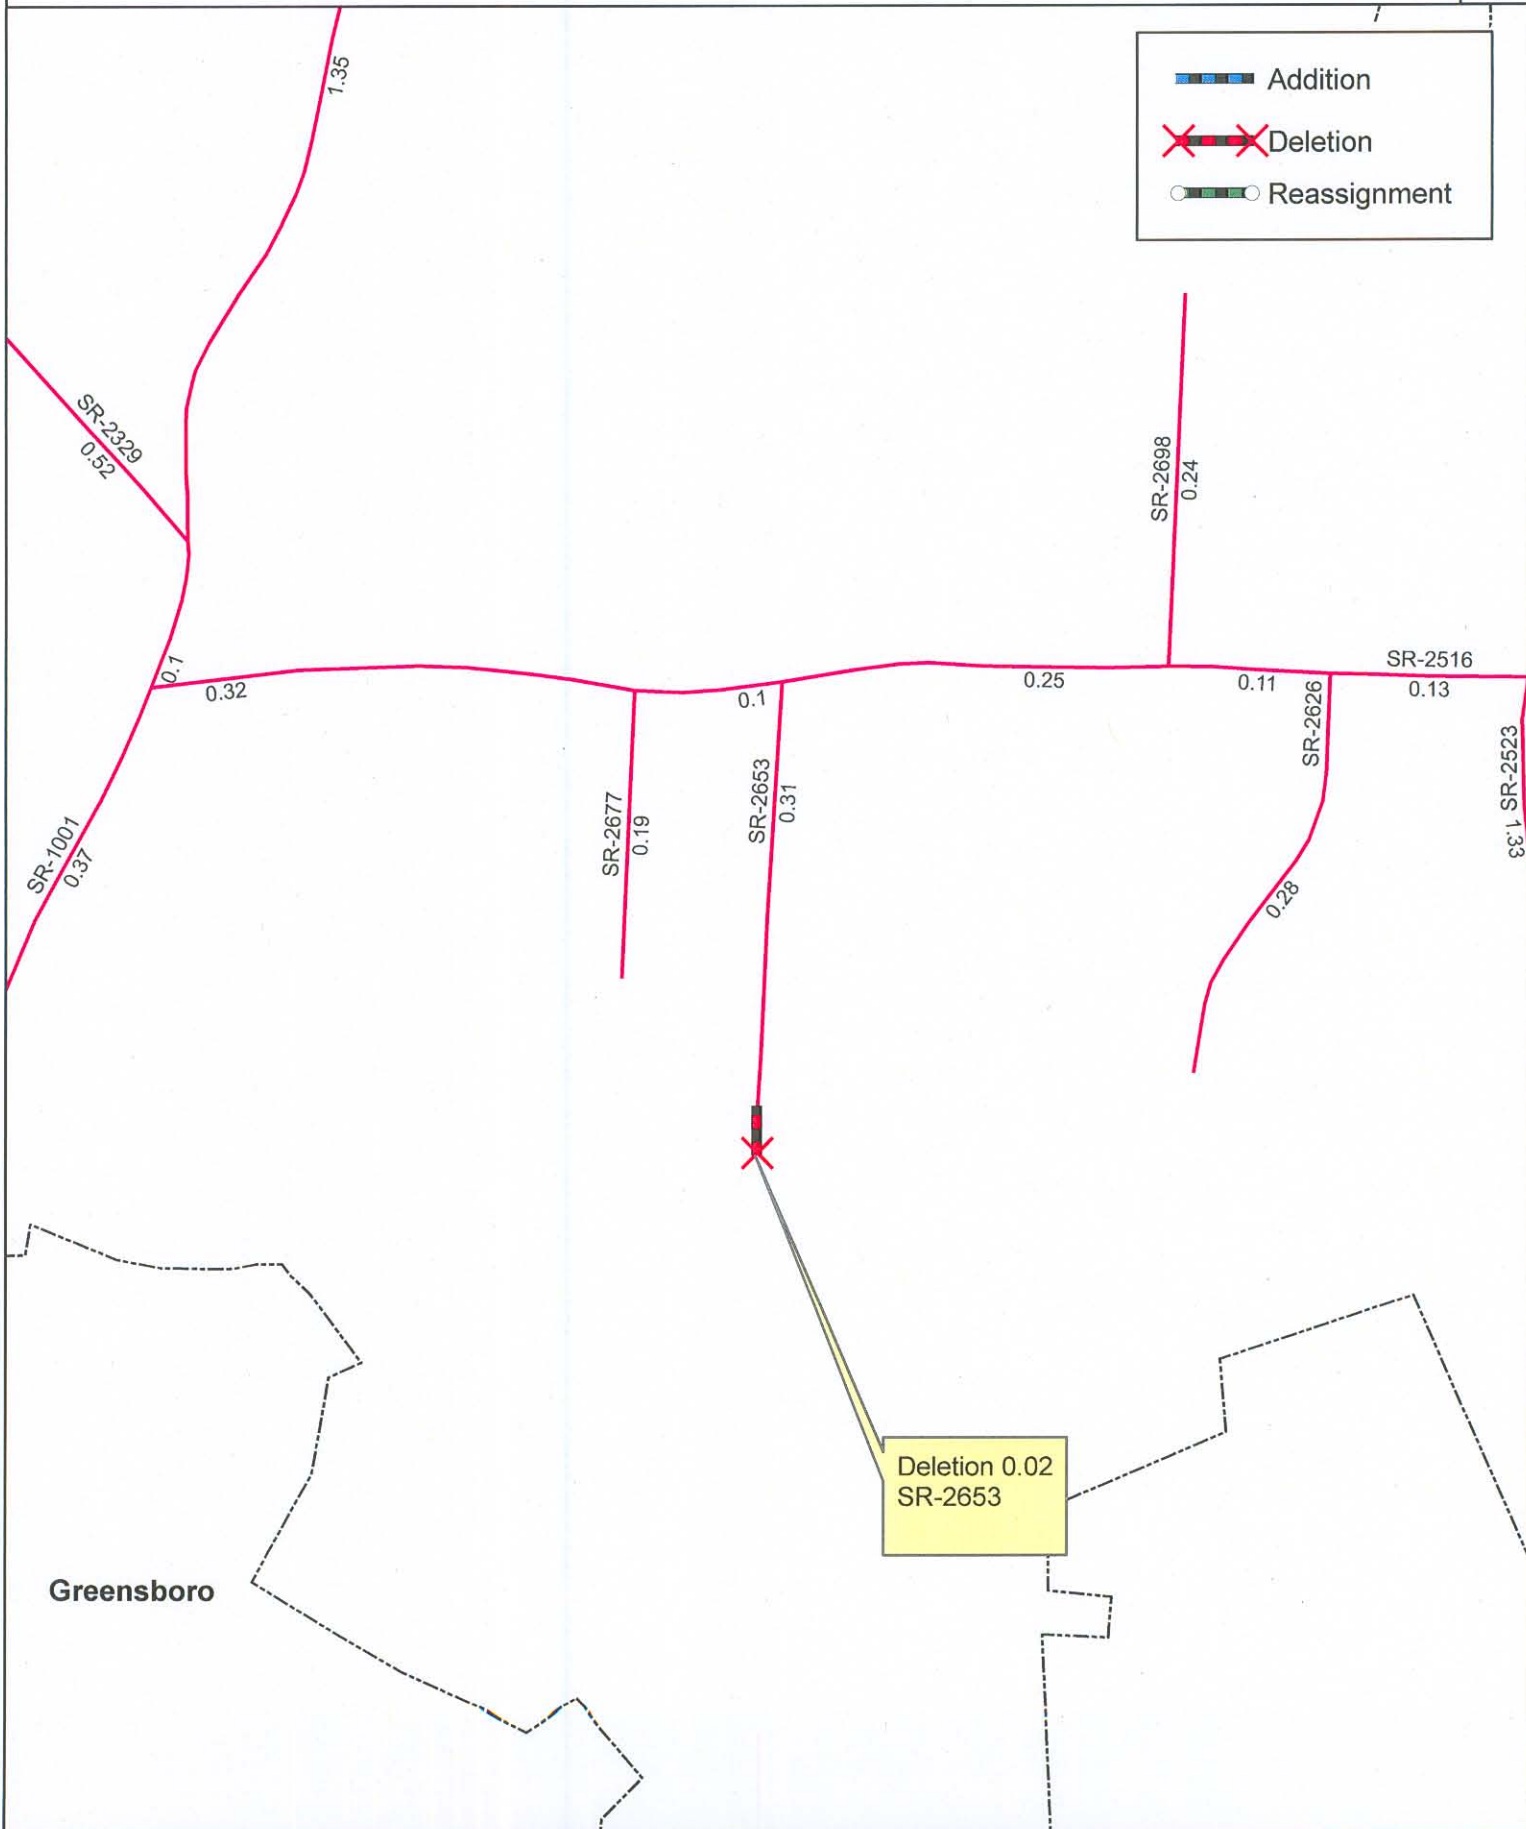 1.35
Addition
Deletion
Reassignment
SR-2329
0.52
SR-2698
0.24
0.1
0.32
0.1
0.25
0.11
SR-2516
0.13
SR-2626
0.28
SR-2523
1.33
SR-2677
0.19
SR-2653
0.31
SR-1001
0.37
Deletion 0.02
SR-2653
Greensboro